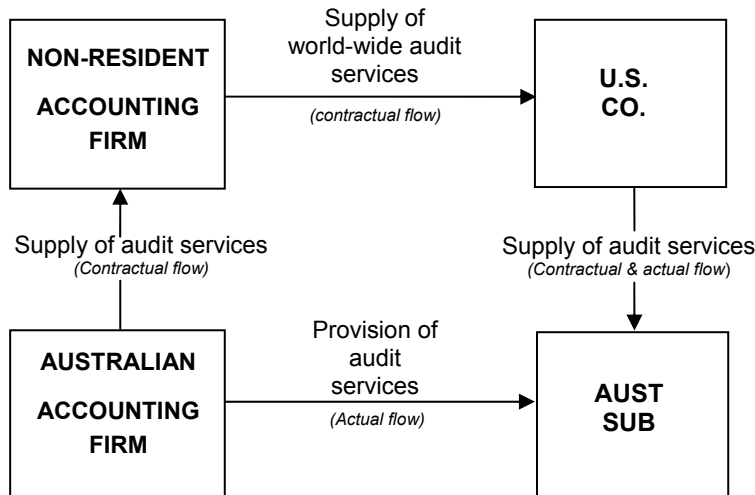 NON-RESIDENT
ACCOUNTING
FIRM
Supply of
world-wide audit
services
(contractual flow)
U.S.
CO.
Supply of audit services
(Contractual flow)
Supply of audit services
(Contractual & actual flow)
AUSTRALIAN
ACCOUNTING
FIRM
Provision of
audit
services
(Actual flow)
AUST
SUB